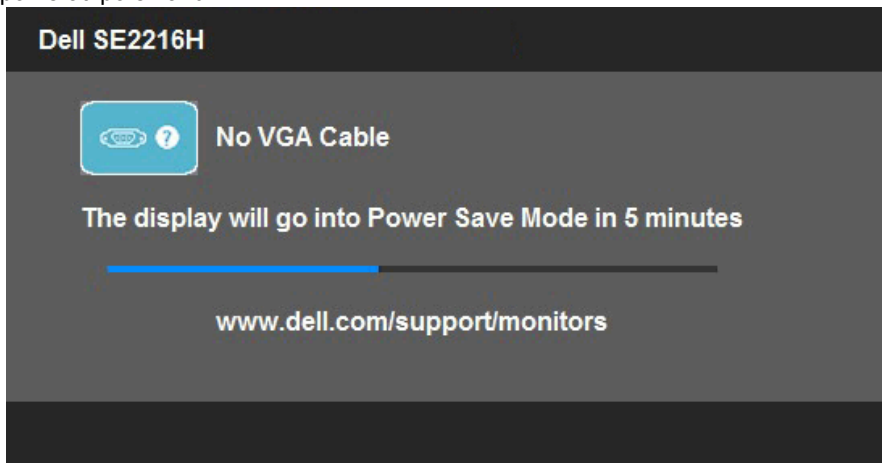 Dell SE2216H
? No VGA Cable
The display will go into Power Save Mode in 5 minutes
www.dell.com/support/monitors